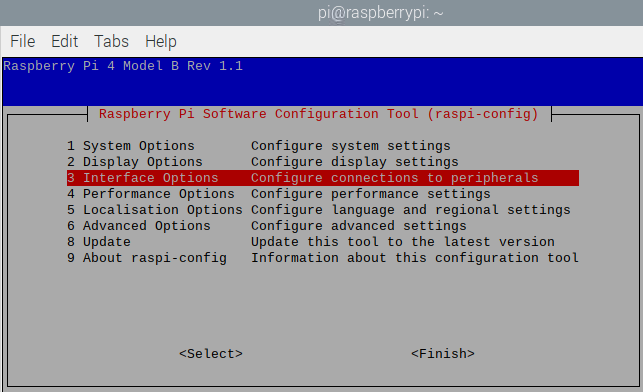 pi@raspberrypi: ~
File Edit Tabs Help
Raspberry Pi 4 Model B Rev 1.1
Raspberry Pi Software Configuration Tool (raspi-config)
1 System Options Configure system settings
2 Display Options Configure display settings
3 Interface Options Configure connections to peripherals
4 Performance Options Configure performance settings
5 Localisation Options Configure language and regional settings
6 Advanced Options Configure advanced settings
8 Update Update this tool to the latest version
9 About raspi-config Information about this configuration tool
<Select> <Finish>